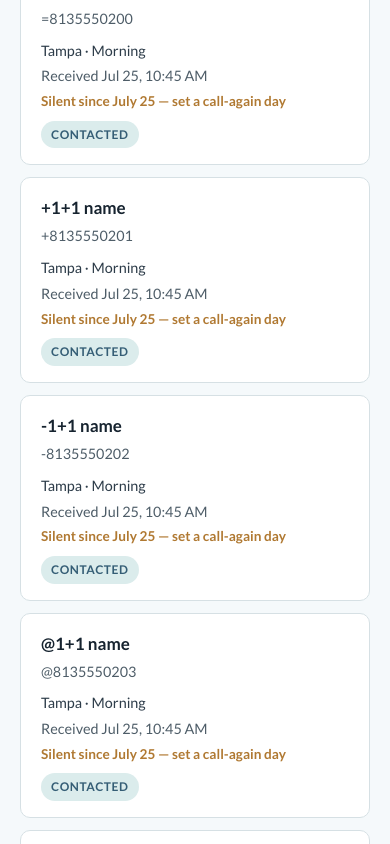 =8135550200
Tampa · Morning
Received Jul 25, 10:45 AM
Silent since July 25 — set a call-again day
CONTACTED
+1+1 name
+8135550201
Tampa · Morning
Received Jul 25, 10:45 AM
Silent since July 25 — set a call-again day
CONTACTED
-1+1 name
-8135550202
Tampa · Morning
Received Jul 25, 10:45 AM
Silent since July 25 — set a call-again day
CONTACTED
@1+1 name
@8135550203
Tampa · Morning
Received Jul 25, 10:45 AM
Silent since July 25 — set a call-again day
CONTACTED